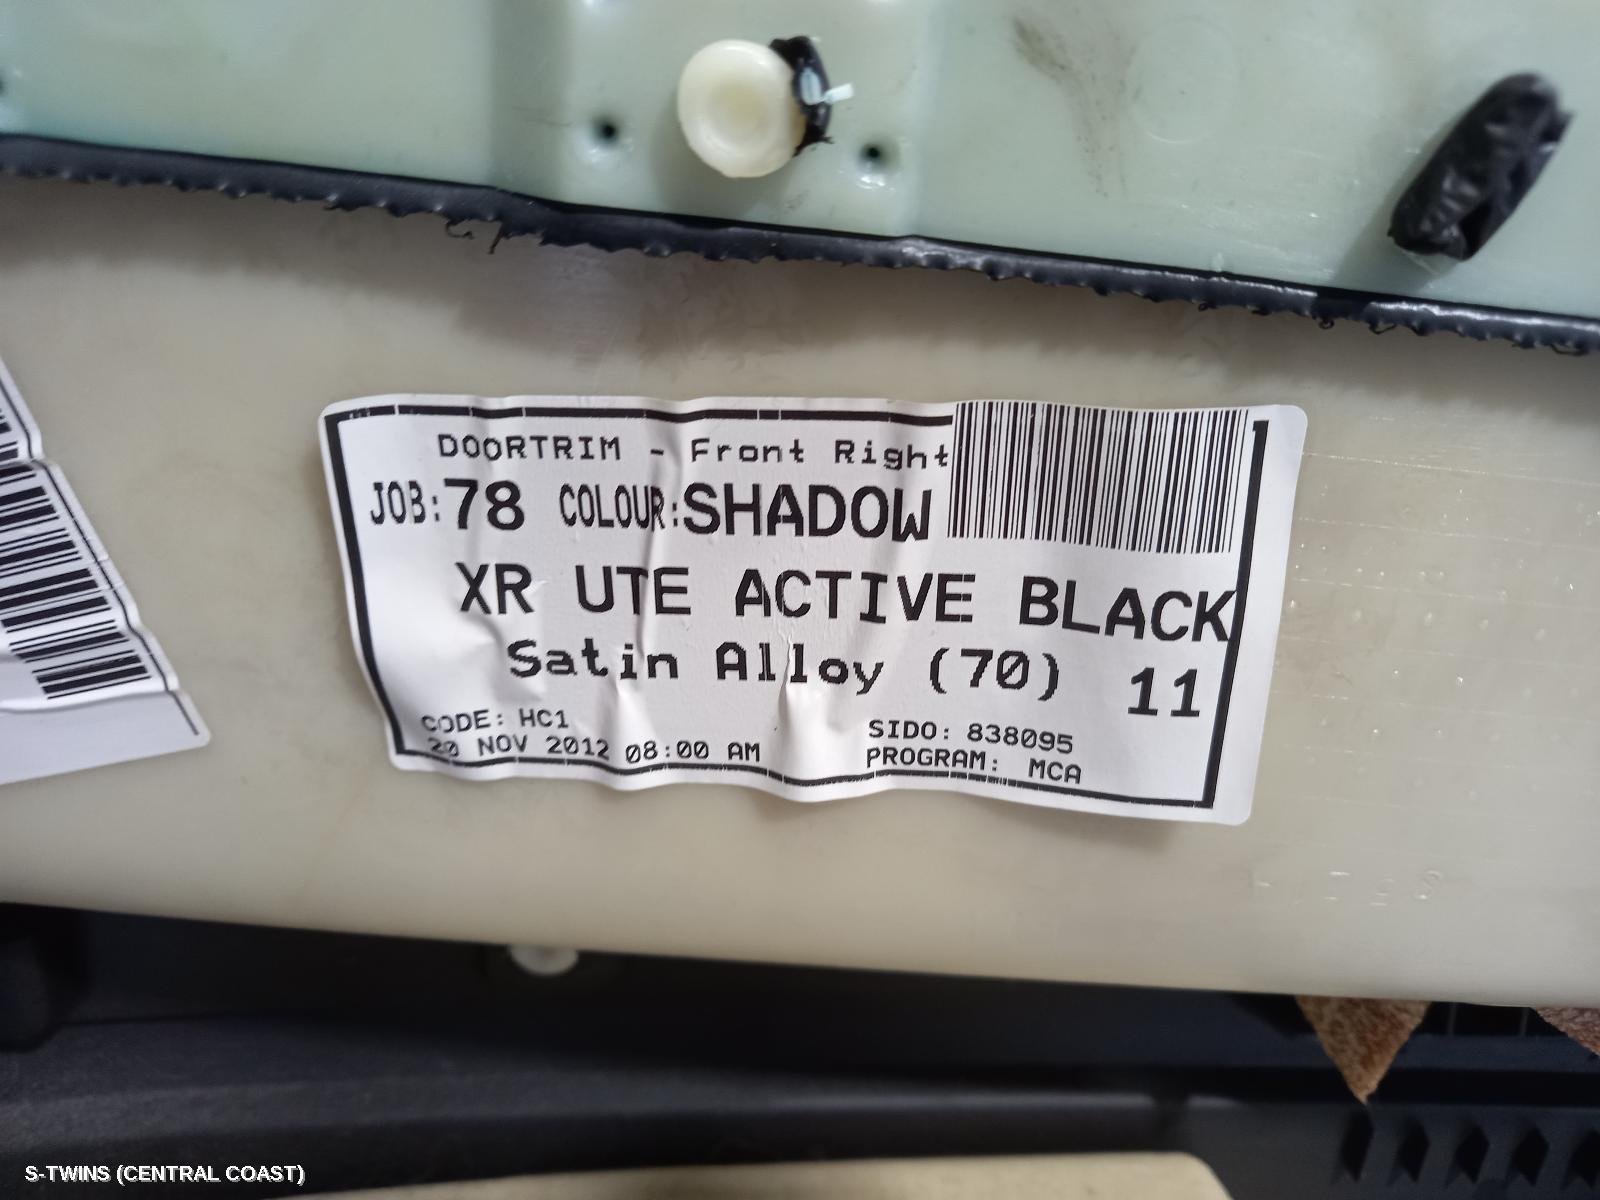 DOORTRIM - Front Right
JOB:78 COLOUR:SHADOW
XR UTE ACTIVE BLACK
Satin Alloy (70) 11
CODE: HC1
20 NOV 2012 08:00 AM
SIDO: 838095
PROGRAM: MCA
S-TWINS (CENTRAL COAST)